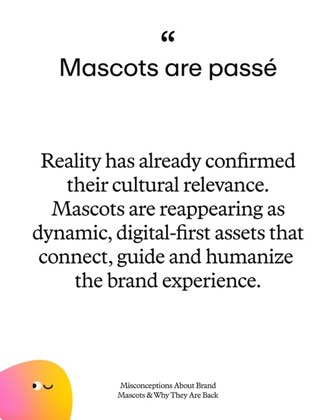 “
Mascots are passé
Reality has already confirmed
their cultural relevance.
Mascots are reappearing as
dynamic, digital-first assets that
connect, guide and humanize
the brand experience.
Misconceptions About Brand
Mascots & Why They Are Back